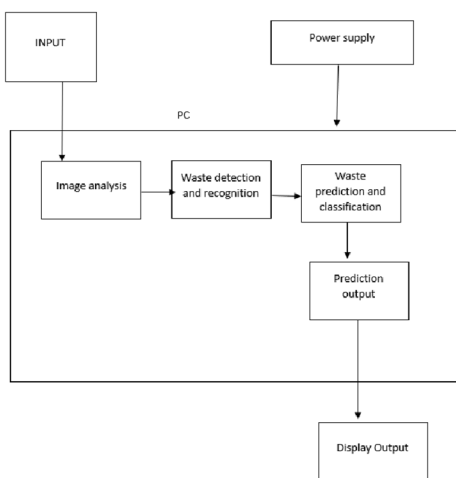 INPUT
Power supply
PC
Image analysis
Waste detection
and recognition
Waste
prediction and
classification
Prediction
output
Display Output